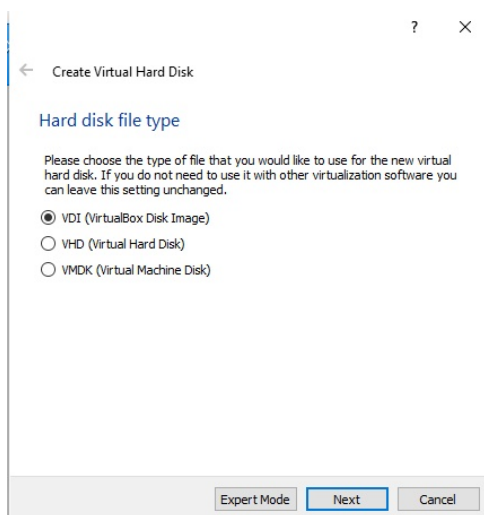 ?
Create Virtual Hard Disk
Hard disk file type
Please choose the type of file that you would like to use for the new virtual
hard disk. If you do not need to use it with other virtualization software you
can leave this setting unchanged.
VDI (VirtualBox Disk Image)
VHD (Virtual Hard Disk)
VMDK (Virtual Machine Disk)
Expert Mode Next Cancel